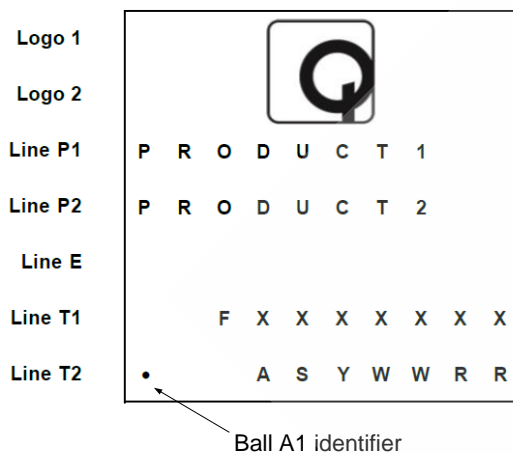 Logo 1
Logo 2
Line P1 P R O D U C T 1
Line P2 P R O D U C T 2
Line E
Line T1 F X X X X X X X
Line T2 • A S Y W W R R
Ball A1 identifier